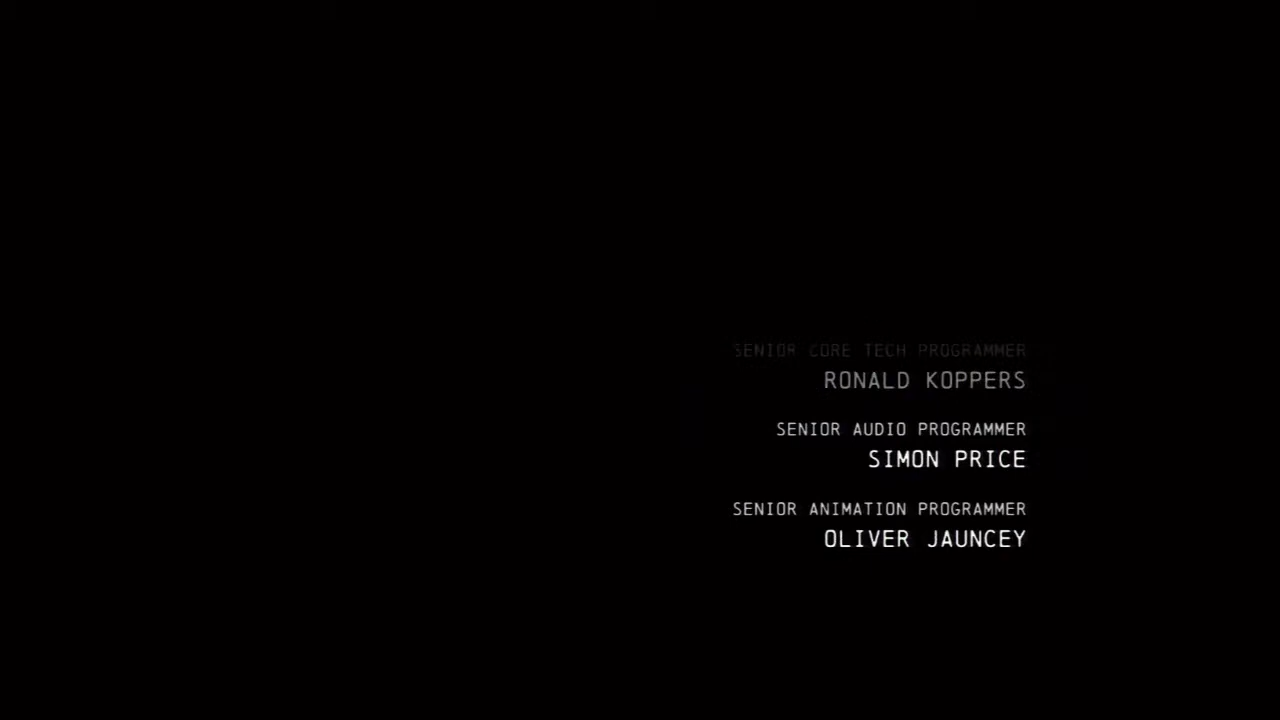 SENIOR CORE TECH PROGRAMMER
RONALD KOPPERS
SENIOR AUDIO PROGRAMMER
SIMON PRICE
SENIOR ANIMATION PROGRAMMER
OLIVER JAUNCEY